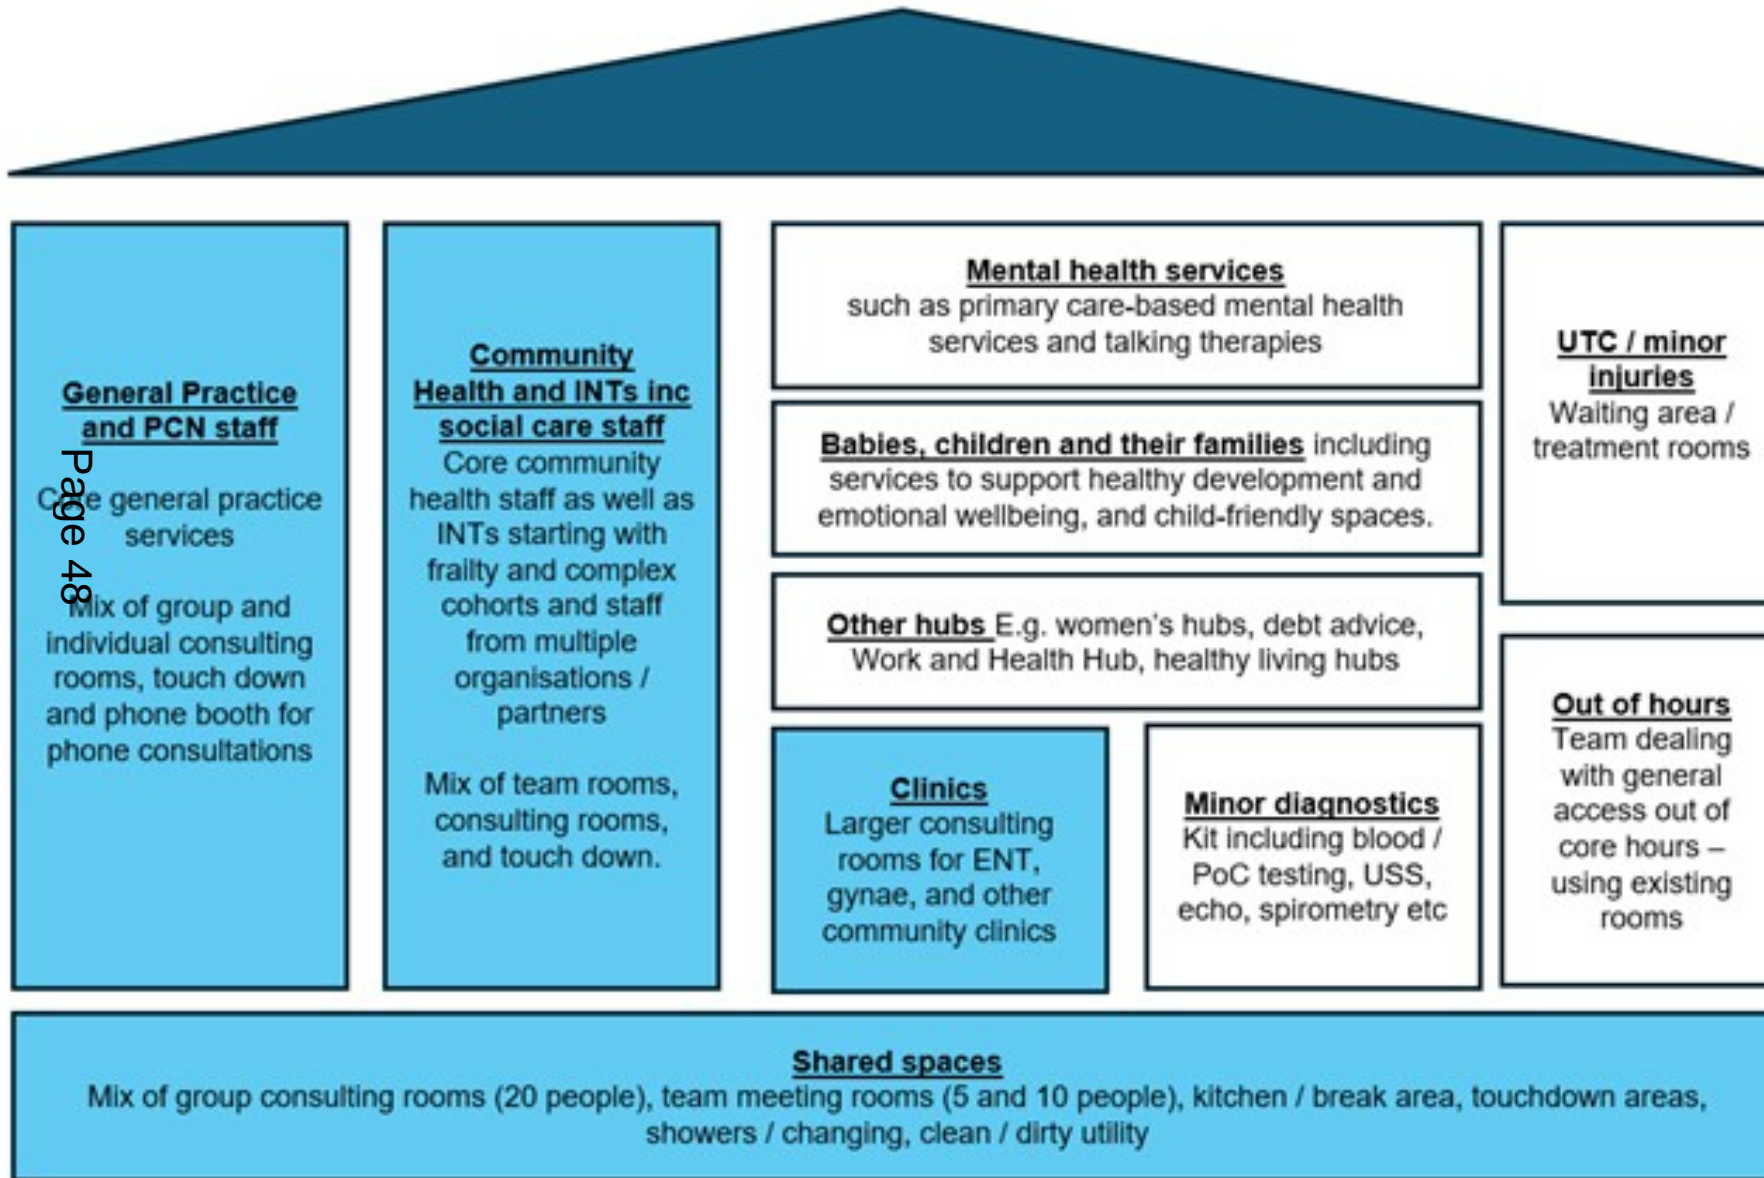 General Practice
and PCN staff
Core general practice
services
Mix of group and
individual consulting
rooms, touch down
and phone booth for
phone consultations
Page 48
Community
Health and INTs inc
social care staff
Core community
health staff as well as
INTs starting with
frailty and complex
cohorts and staff
from multiple
organisations /
partners
Mix of team rooms,
consulting rooms,
and touch down.
Mental health services
such as primary care-based mental health
services and talking therapies
Babies, children and their families including
services to support healthy development and
emotional wellbeing, and child-friendly spaces.
Other hubs E.g. women's hubs, debt advice,
Work and Health Hub, healthy living hubs
Clinics
Larger consulting
rooms for ENT,
gynae, and other
community clinics
Minor diagnostics
Kit including blood /
PoC testing, USS,
echo, spirometry etc
UTC / minor
injuries
Waiting area /
treatment rooms
Out of hours
Team dealing
with general
access out of
core hours –
using existing
rooms
Shared spaces
Mix of group consulting rooms (20 people), team meeting rooms (5 and 10 people), kitchen / break area, touchdown areas,
showers / changing, clean / dirty utility